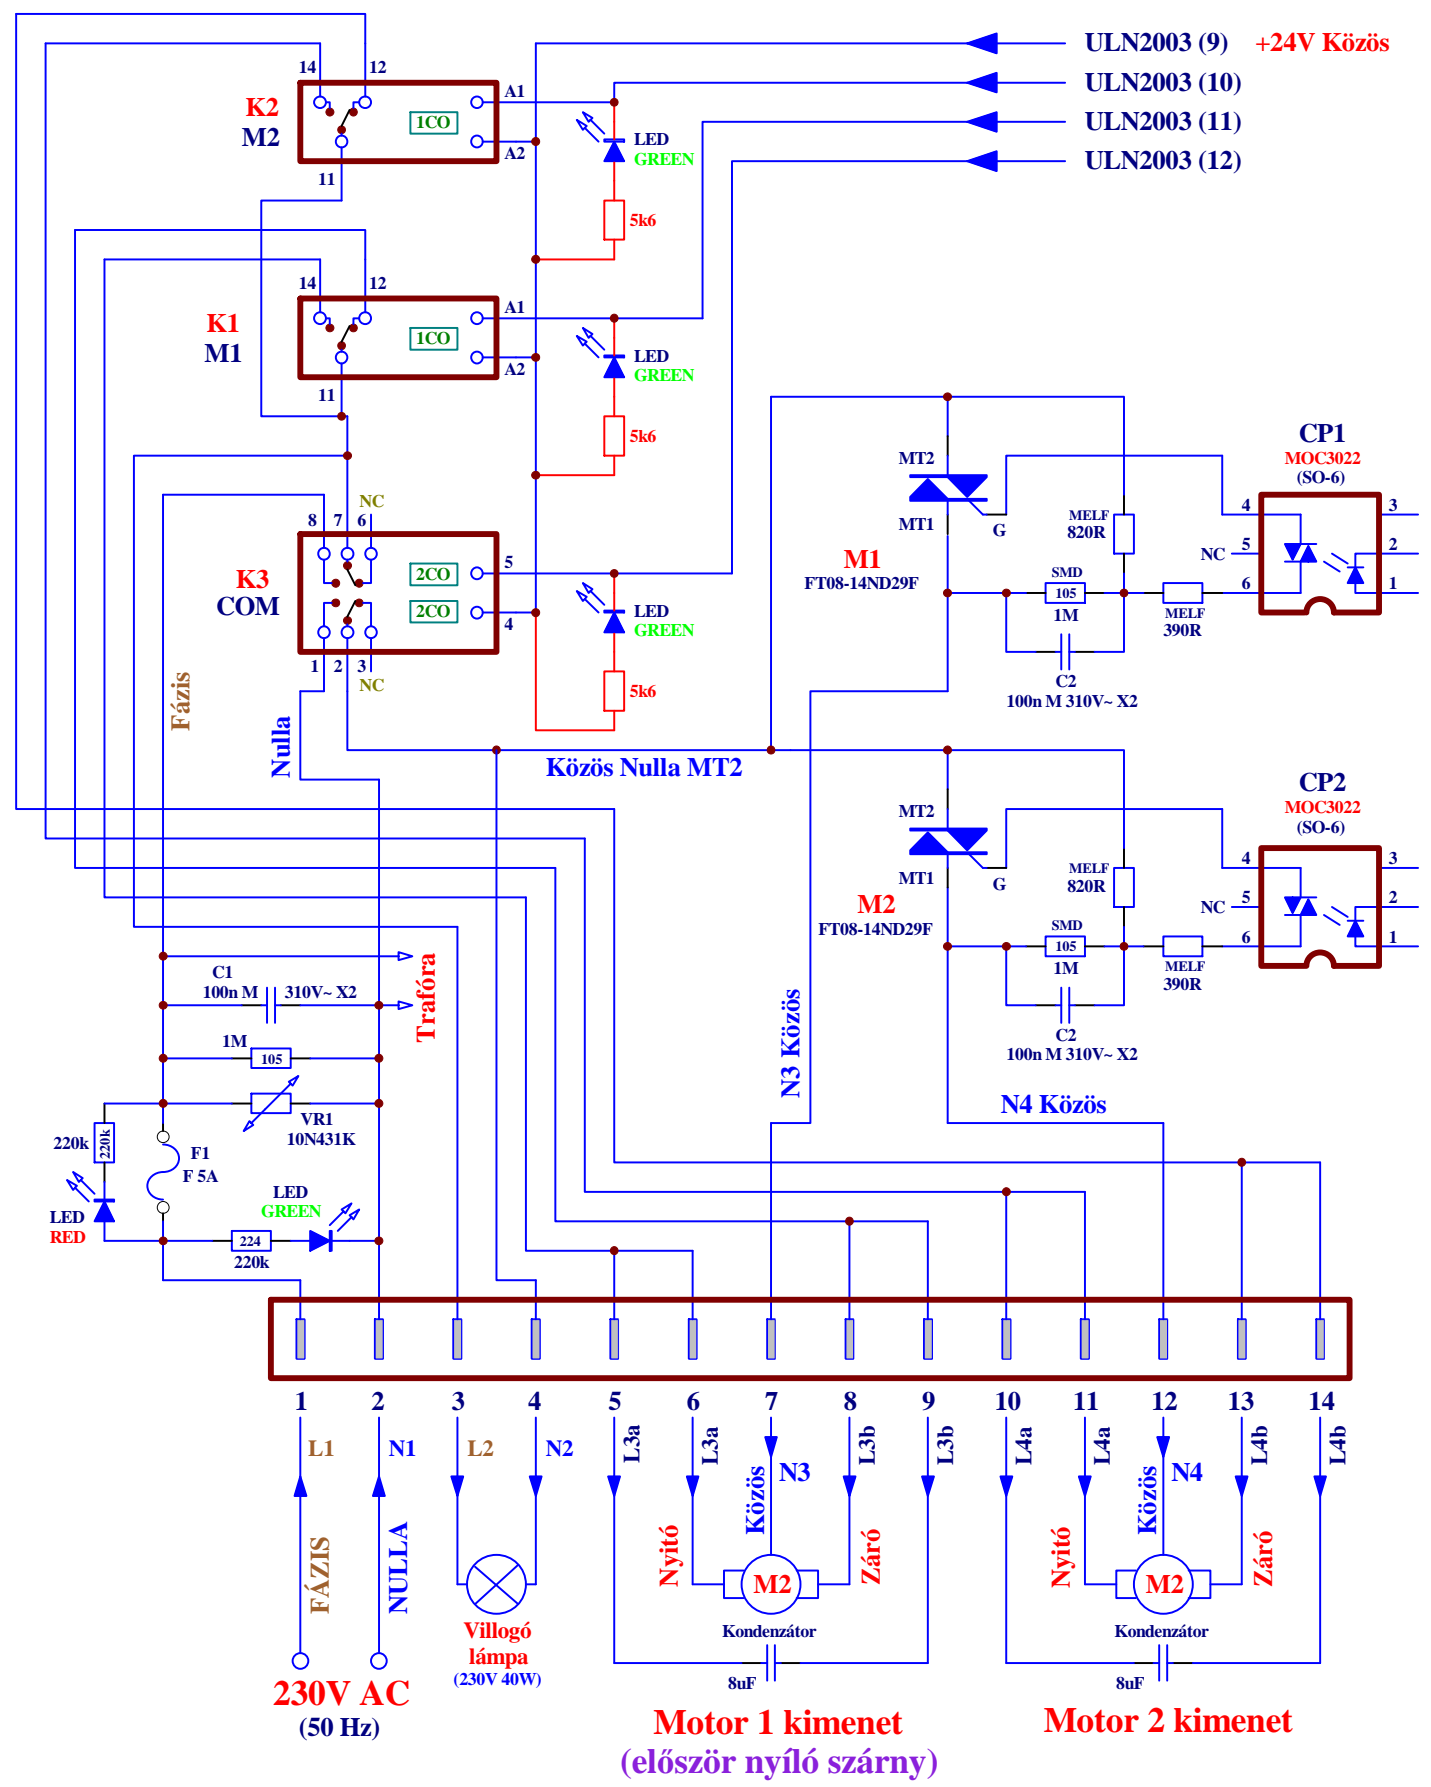 ULN2003 (9) +24V Közös
ULN2003 (10)
ULN2003 (11)
ULN2003 (12)
14 12
K2
M2
1CO
A1
A2
11
LED
GREEN
5k6
14 12
K1
M1
1CO
A1
A2
11
LED
GREEN
5k6
NC
8 7 6
K3
COM
2CO
2CO
5
4
1 2 3
NC
LED
GREEN
5k6
Fázis
Nulla
Közös Nulla MT2
MT2
MT1
G
M1
FT08-14ND29F
MELF
820R
SMD
105
1M
C2
100n M 310V~ X2
MELF
390R
CP1
MOC3022
(SO-6)
4
NC 5
6
3
2
1
MT2
MT1
G
M2
FT08-14ND29F
MELF
820R
SMD
105
1M
C2
100n M 310V~ X2
MELF
390R
CP2
MOC3022
(SO-6)
4
NC 5
6
3
2
1
N3 Közös
N4 Közös
C1
100n M 310V~ X2
Trafóra
1M
105
VR1
10N431K
220k
220k
F1
F 5A
LED
RED
LED
GREEN
224
220k
1 2 3 4 5 6 7 8 9 10 11 12 13 14
L1 N1 L2 N2 L3a L3a N3 L3b L3b L4a L4a N4 L4b L4b
FÁZIS
NULLA
230V AC
(50 Hz)
Villogó
lámpa
(230V 40W)
Nyitó
Közös
Záró
M2
Kondenzátor
8uF
Nyitó
Közös
Záró
M2
Kondenzátor
8uF
Motor 1 kimenet
(először nyíló szárny)
Motor 2 kimenet